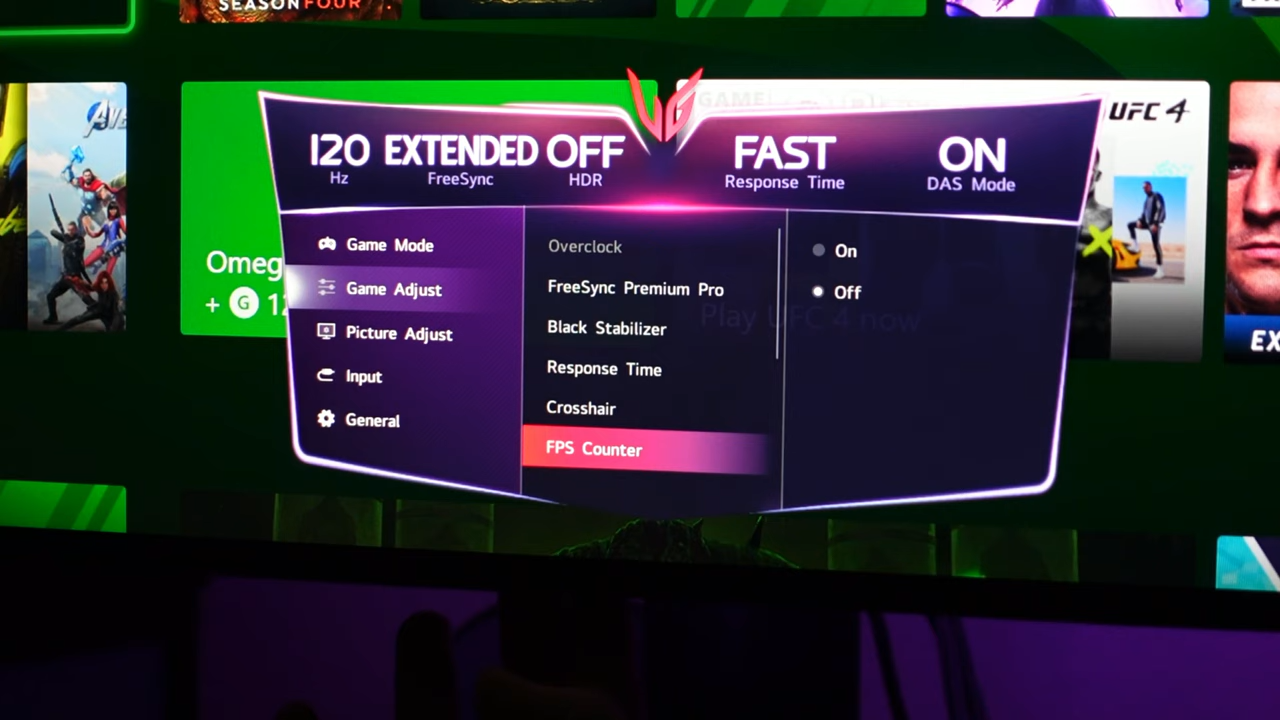 SEASON FOUR
120 EXTENDED OFF FAST ON
Hz FreeSync HDR Response Time DAS Mode
Game Mode
Game Adjust
Picture Adjust
Input
General
Overclock
FreeSync Premium Pro
Black Stabilizer
Response Time
Crosshair
FPS Counter
On
Off
Omeg
+ G 12
Play UFC 4 now
UFC 4
AVE
EX